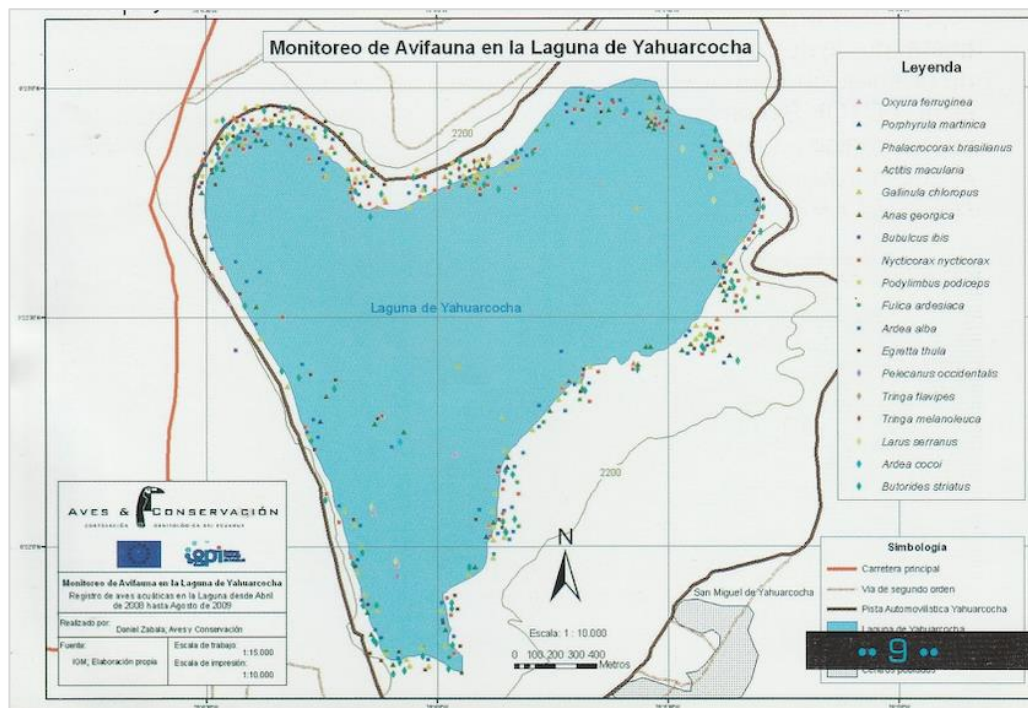 Monitoreo de Avifauna en la Laguna de Yahuarcocha
Leyenda
Oxyura ferruginea
Porphyrula martinica
Phalacrocorax brasilianus
Actitis macularia
Gallinula chloropus
Anas georgica
Bubulcus ibis
Nycticorax nycticorax
Podylimbus podiceps
Fulica ardesiaca
Ardea alba
Egretta thula
Pelecanus occidentalis
Tringa flavipes
Tringa melanoleuca
Larus serranus
Ardea cocoi
Butorides striatus
2200
Laguna de Yahuarcocha
2200
AVES & CONSERVACIÓN
Monitoreo de Avifauna en la Laguna de Yahuarcocha
Registro de aves acuáticas en la Laguna desde Abril
de 2008 hasta Agosto de 2009
Realizado por:
Daniel Zabala, Aves y Conservación
Fuente:
IGM, Elaboración propia
Escala de trabajo
1:15.000
Escala de impresión:
1:10.000
N
Escala: 1 : 10.000
0 100 200 300 400
Metros
San Miguel de Yahuarcocha
Simbología
Carretera principal
Vía de segundo orden
Pista Automovilística Yahuarcocha
Laguna de Yahuarcocha
•• 9 ••
Centros poblados